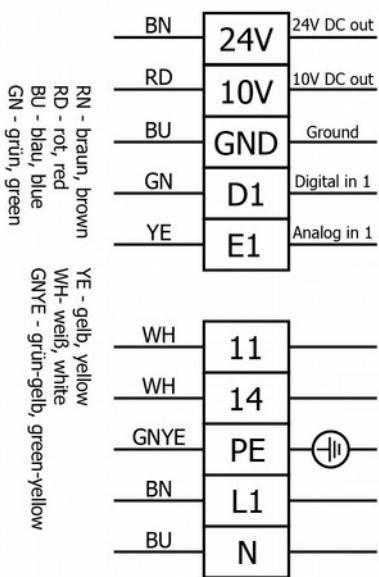 BN 24V 24V DC out
RD 10V 10V DC out
BU GND Ground
GN D1 Digital in 1
YE E1 Analog in 1
WH 11
WH 14
GNYE PE
BN L1
BU N
RN - braun, brown
RD - rot, red
BU - blau, blue
GN - grün, green
YE - gelb, yellow
WH- weiß, white
GNYE - grün-gelb, green-yellow